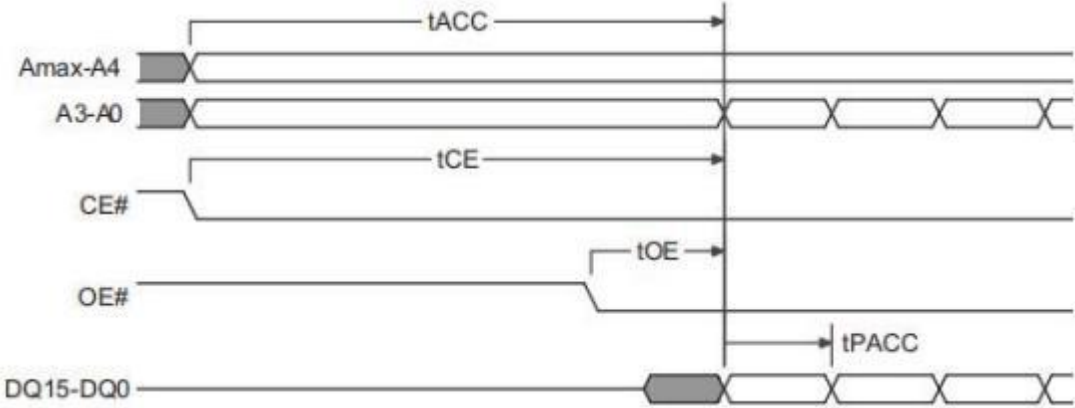 tACC
Amax-A4
A3-A0
tCE
CE#
tOE
OE#
tPACC
DQ15-DQ0